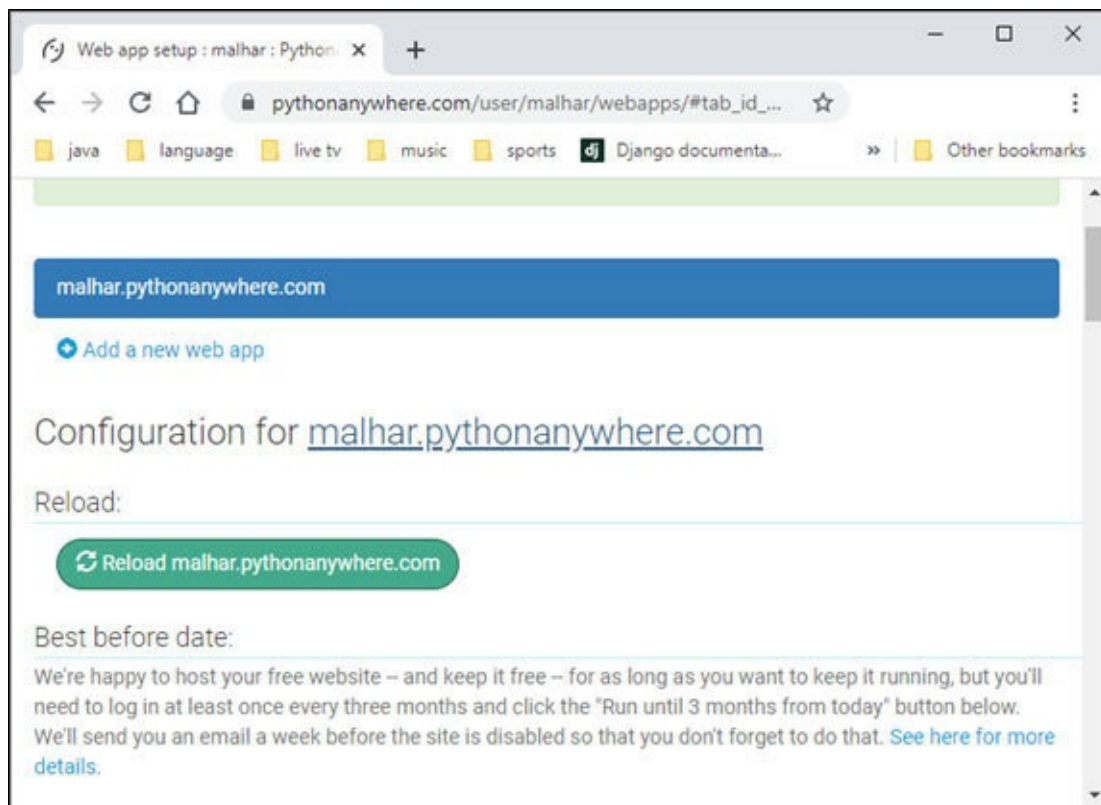 Web app setup : malhar : Python
pythonanywhere.com/user/malhar/webapps/#tab_id_...
java language live tv music sports dj Django documenta... » Other bookmarks
malhar.pythonanywhere.com
Add a new web app
Configuration for malhar.pythonanywhere.com
Reload:
Reload malhar.pythonanywhere.com
Best before date:
We're happy to host your free website – and keep it free – for as long as you want to keep it running, but you'll
need to log in at least once every three months and click the "Run until 3 months from today" button below.
We'll send you an email a week before the site is disabled so that you don't forget to do that. See here for more
details.